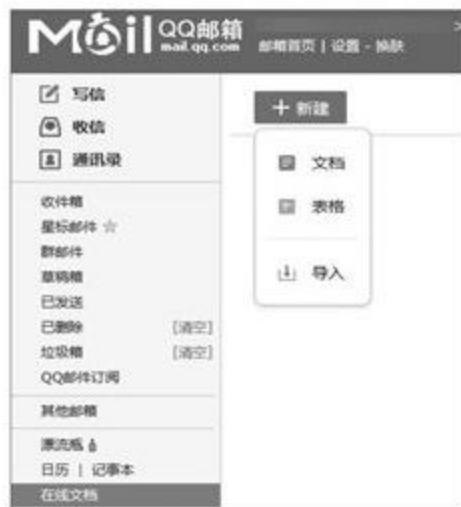 Mail QQ邮箱
mail.qq.com
邮箱首页 | 设置 - 换肤
写信
收信
通讯录
收件箱
星标邮件 ☆
群邮件
草稿箱
已发送
已删除 [清空]
垃圾箱 [清空]
QQ邮件订阅
其他邮箱
漂流瓶
日历 | 记事本
在线文档
+ 新建
文档
表格
导入